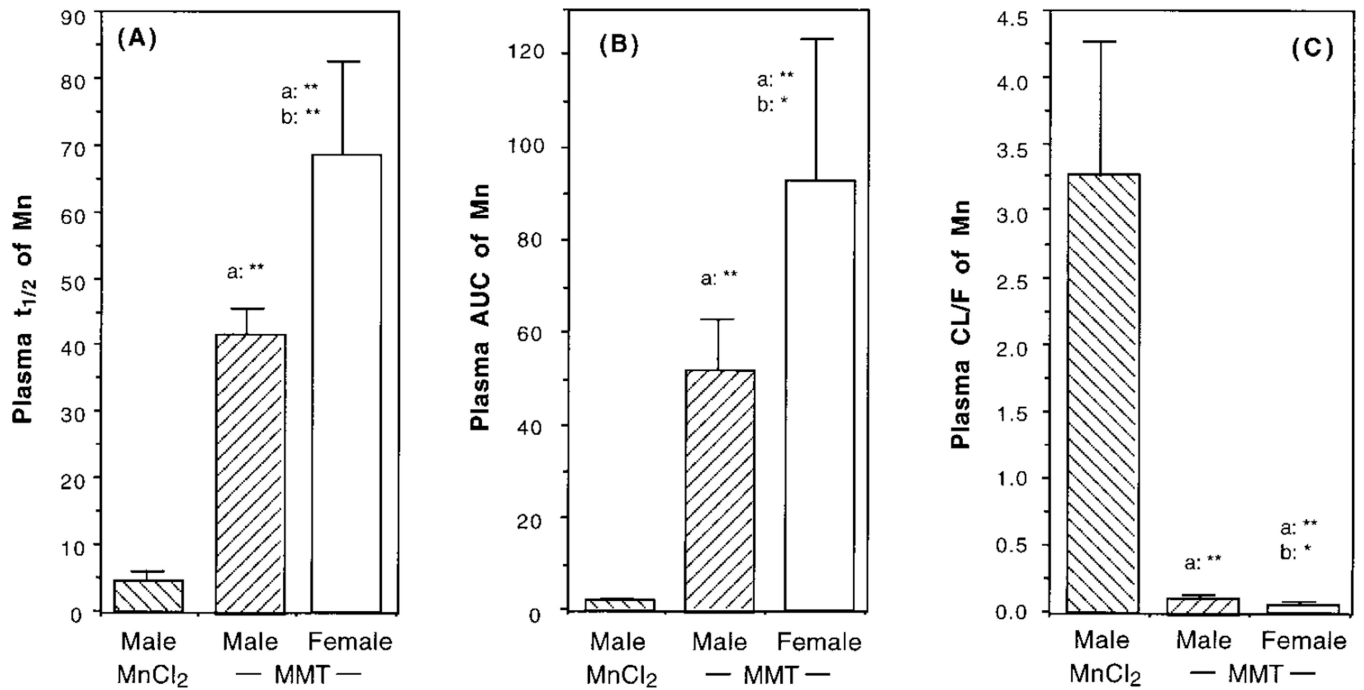 (A)
Plasma t1/2 of Mn
90
80
70
60
50
40
30
20
10
0
a: **
a: **
b: **
Male Male Female
MnCl2 — MMT —
(B)
Plasma AUC of Mn
120
100
80
60
40
20
0
a: **
a: **
b: *
Male Male Female
MnCl2 — MMT —
(C)
Plasma CL/F of Mn
4.5
4.0
3.5
3.0
2.5
2.0
1.5
1.0
0.5
0.0
a: **
a: **
b: *
Male Male Female
MnCl2 — MMT —